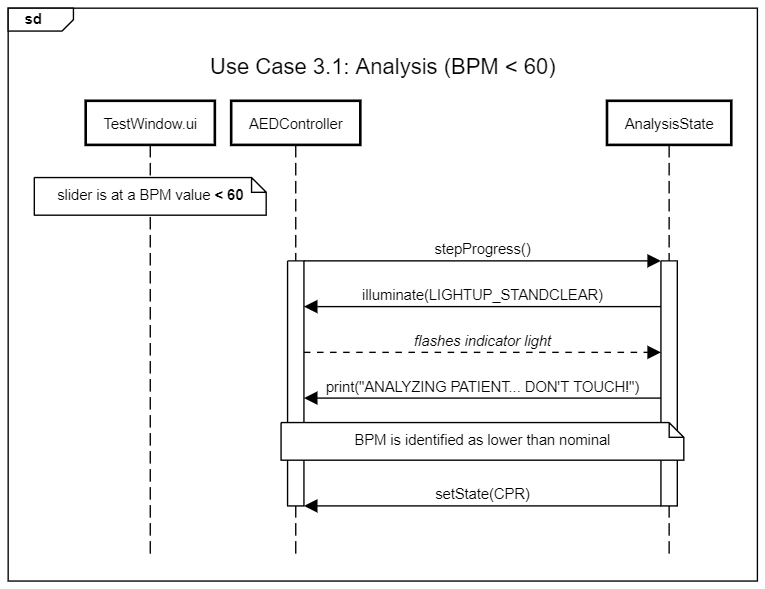 sd
Use Case 3.1: Analysis (BPM < 60)
TestWindow.ui
AEDController
AnalysisState
slider is at a BPM value < 60
stepProgress()
illuminate(LIGHTUP_STANDCLEAR)
flashes indicator light
print("ANALYZING PATIENT... DON'T TOUCH!")
BPM is identified as lower than nominal
setState(CPR)